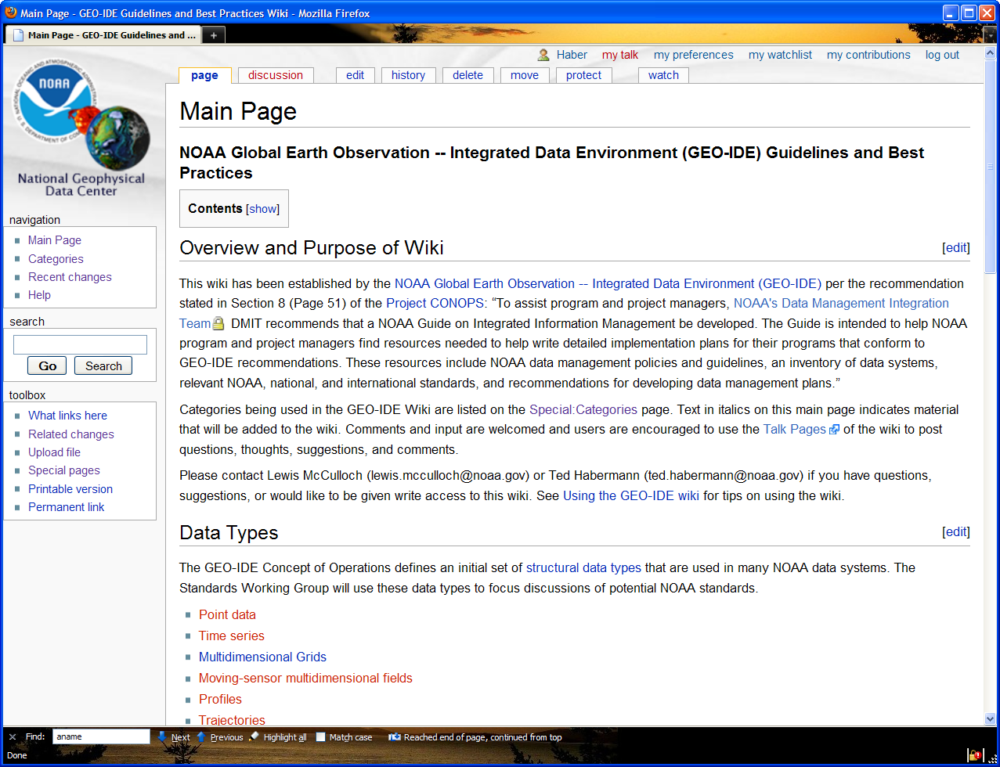 Main Page - GEO-IDE Guidelines and Best Practices Wiki - Mozilla Firefox
Main Page - GEO-IDE Guidelines and ...
Haber my talk my preferences my watchlist my contributions log out
page discussion edit history delete move protect watch
NOAA
National Geophysical
Data Center
navigation
Main Page
Categories
Recent changes
Help
search
Go Search
toolbox
What links here
Related changes
Upload file
Special pages
Printable version
Permanent link
Main Page
NOAA Global Earth Observation -- Integrated Data Environment (GEO-IDE) Guidelines and Best
Practices
Contents [show]
Overview and Purpose of Wiki [edit]
This wiki has been established by the NOAA Global Earth Observation -- Integrated Data Environment (GEO-IDE) per the recommendation
stated in Section 8 (Page 51) of the Project CONOPS: “To assist program and project managers, NOAA's Data Management Integration
Team DMIT recommends that a NOAA Guide on Integrated Information Management be developed. The Guide is intended to help NOAA
program and project managers find resources needed to help write detailed implementation plans for their programs that conform to
GEO-IDE recommendations. These resources include NOAA data management policies and guidelines, an inventory of data systems,
relevant NOAA, national, and international standards, and recommendations for developing data management plans.”
Categories being used in the GEO-IDE Wiki are listed on the Special:Categories page. Text in italics on this main page indicates material
that will be added to the wiki. Comments and input are welcomed and users are encouraged to use the Talk Pages of the wiki to post
questions, thoughts, suggestions, and comments.
Please contact Lewis McCulloch (lewis.mcculloch@noaa.gov) or Ted Habermann (ted.habermann@noaa.gov) if you have questions,
suggestions, or would like to be given write access to this wiki. See Using the GEO-IDE wiki for tips on using the wiki.
Data Types [edit]
The GEO-IDE Concept of Operations defines an initial set of structural data types that are used in many NOAA data systems. The
Standards Working Group will use these data types to focus discussions of potential NOAA standards.
Point data
Time series
Multidimensional Grids
Moving-sensor multidimensional fields
Profiles
Trajectories
Find: aname Next Previous Highlight all Match case Reached end of page, continued from top
Done